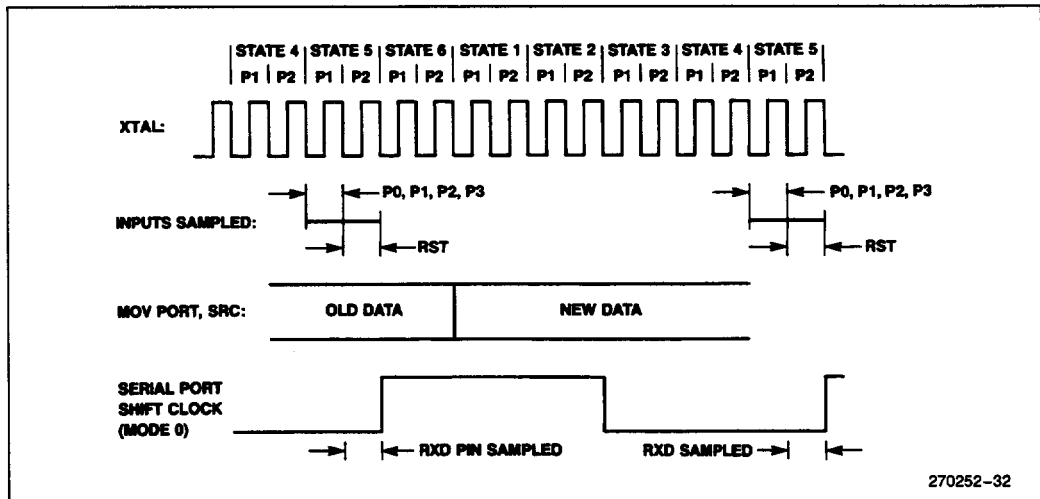 STATE 4 STATE 5 STATE 6 STATE 1 STATE 2 STATE 3 STATE 4 STATE 5
P1 P2 P1 P2 P1 P2 P1 P2 P1 P2 P1 P2 P1 P2 P1 P2
XTAL:
P0, P1, P2, P3 P0, P1, P2, P3
INPUTS SAMPLED:
RST RST
MOV PORT, SRC: OLD DATA NEW DATA
SERIAL PORT
SHIFT CLOCK
(MODE 0)
RXD PIN SAMPLED RXD SAMPLED
270252-32